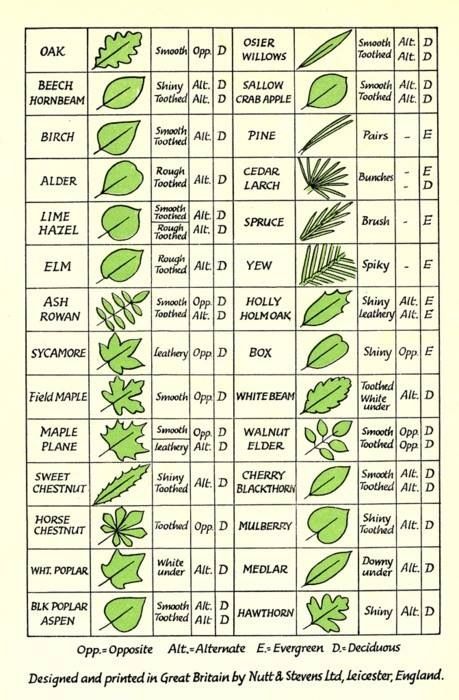 OAK Smooth Opp. D OSIER Smooth Alt. D
WILLOWS Toothed Alt. D
BEECH Shiny Alt. D SALLOW Smooth Alt. D
HORNBEAM Toothed Alt. D CRAB APPLE Toothed Alt. D
BIRCH Smooth Toothed Alt. D PINE Pairs - E
ALDER Rough Toothed Alt. D CEDAR Bunches - E
LARCH - D
LIME Smooth Toothed Alt. D SPRUCE Brush - E
HAZEL Rough Toothed Alt. D
ELM Rough Toothed Alt. D YEW Spiky - E
ASH Smooth Opp. D HOLLY Shiny Alt. E
ROWAN Toothed Alt. D HOLM OAK Leathery Alt. E
SYCAMORE Leathery Opp. D BOX Shiny Opp. E
Field MAPLE Smooth Opp. D WHITE BEAM Toothed White under Alt. D
MAPLE Smooth Opp. D WALNUT Smooth Opp. D
PLANE Leathery Alt. D ELDER Toothed Opp. D
SWEET CHESTNUT Shiny Toothed Alt. D CHERRY Smooth Alt. D
BLACKTHORN Toothed Alt. D
HORSE CHESTNUT Toothed Opp. D MULBERRY Shiny Toothed Alt. D
WHT. POPLAR White under Alt. D MEDLAR Downy under Alt. D
BLK POPLAR Smooth Alt. D HAWTHORN Shiny Alt. D
ASPEN Toothed Alt. D
Opp.=Opposite Alt.=Alternate E.=Evergreen D.=Deciduous
Designed and printed in Great Britain by Nutt & Stevens Ltd, Leicester, England.